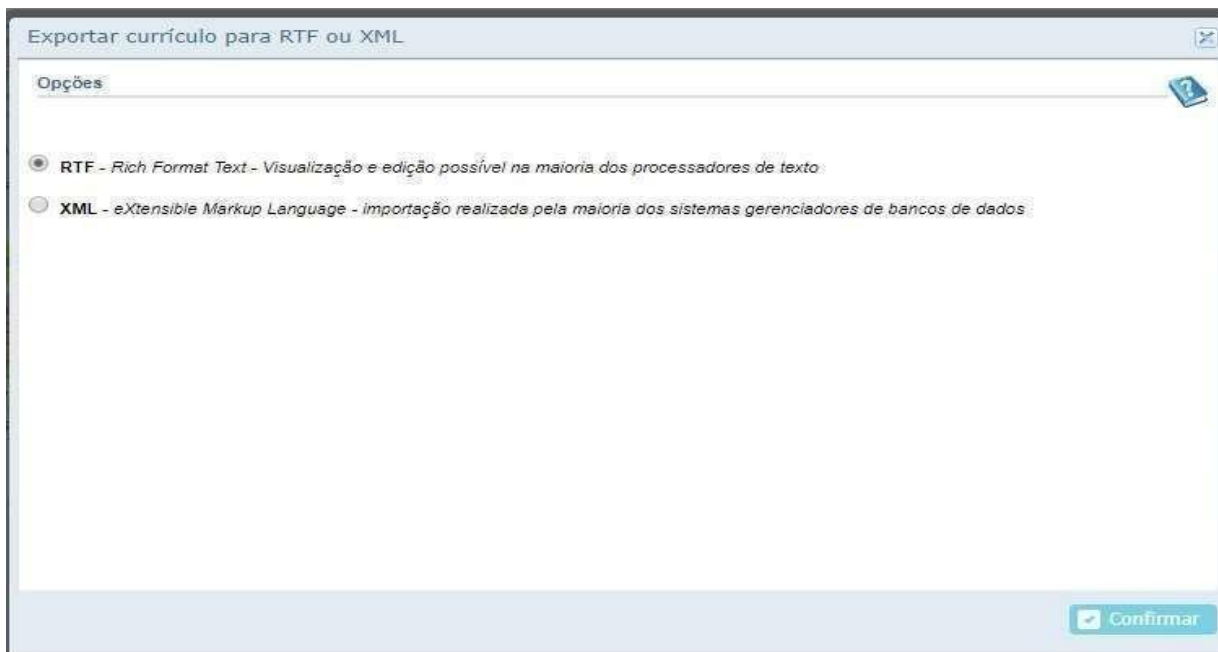 Exportar currículo para RTF ou XML
Opções
RTF - Rich Format Text - Visualização e edição possível na maioria dos processadores de texto
XML - eXtensible Markup Language - importação realizada pela maioria dos sistemas gerenciadores de bancos de dados
Confirmar